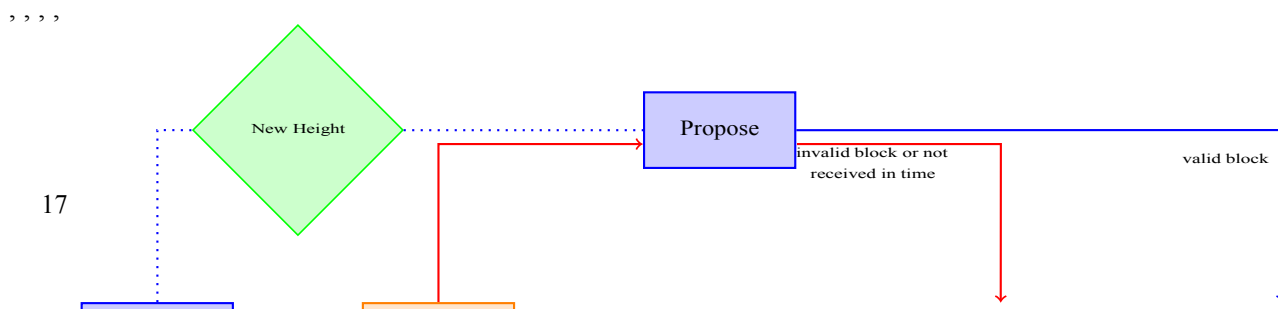 , , , ,
New Height
Propose
invalid block or not
received in time
valid block
17